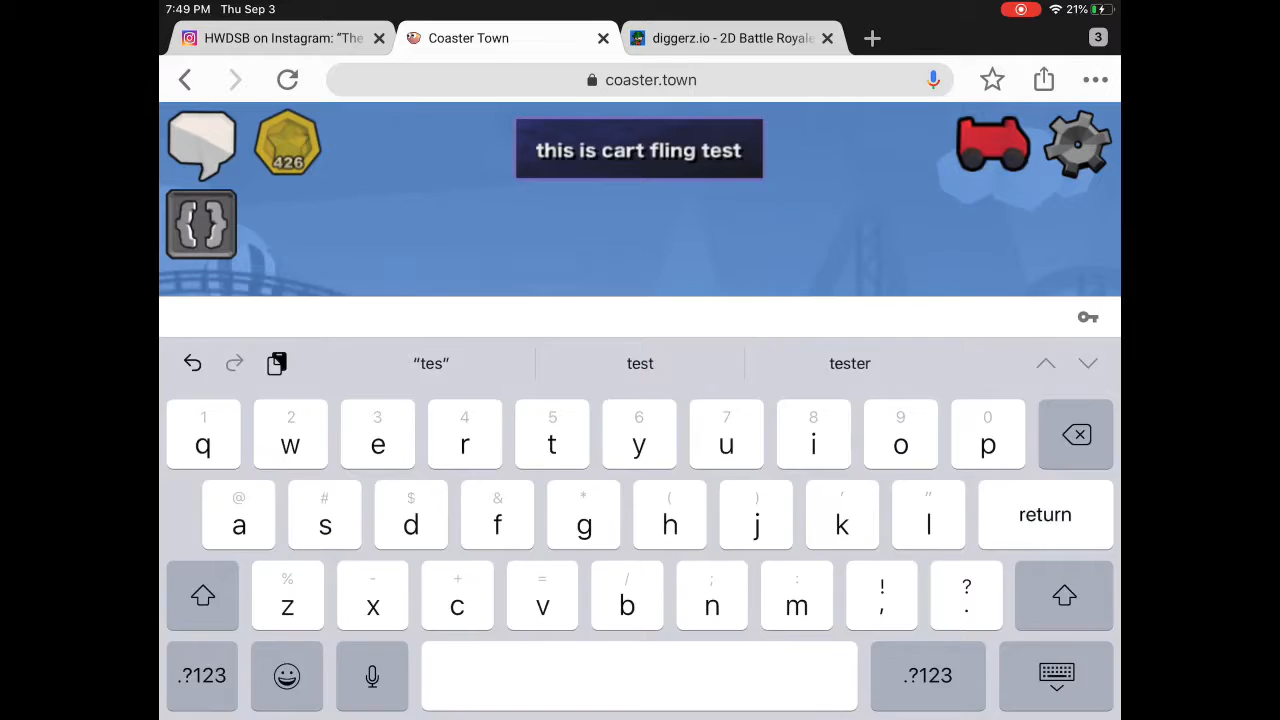 7:49 PM Thu Sep 3 21%
HWDSB on Instagram: “The
Coaster Town
diggerz.io - 2D Battle Royale
3
coaster.town
426
this is cart fling test
{ }
“tes” test tester
1 2 3 4 5 6 7 8 9 0
q w e r t y u i o p
@ # $ & * ( ) ' "
a s d f g h j k l return
% - + = / ; : ! ?
z x c v b n m , .
.?123 .?123